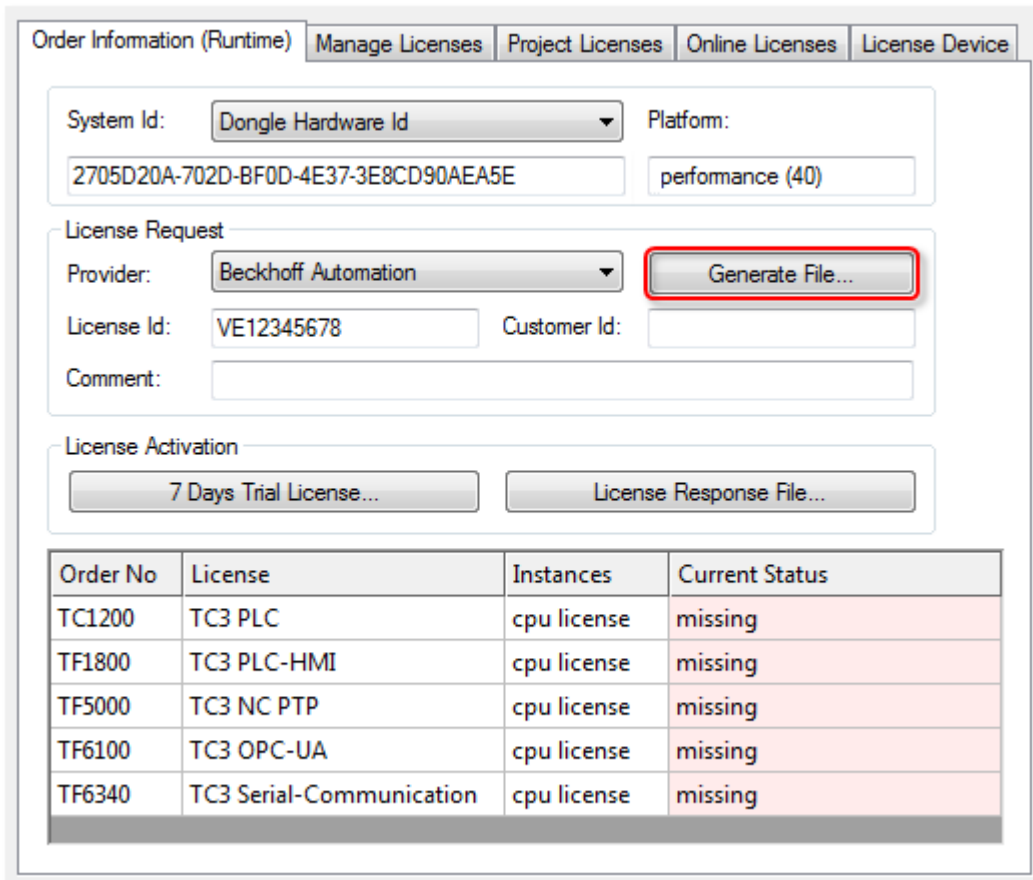 Order Information (Runtime) Manage Licenses Project Licenses Online Licenses License Device
System Id: Dongle Hardware Id Platform:
2705D20A-702D-BF0D-4E37-3E8CD90AEA5E performance (40)
License Request
Provider: Beckhoff Automation Generate File...
License Id: VE12345678 Customer Id:
Comment:
License Activation
7 Days Trial License... License Response File...
Order No License Instances Current Status
TC1200 TC3 PLC cpu license missing
TF1800 TC3 PLC-HMI cpu license missing
TF5000 TC3 NC PTP cpu license missing
TF6100 TC3 OPC-UA cpu license missing
TF6340 TC3 Serial-Communication cpu license missing